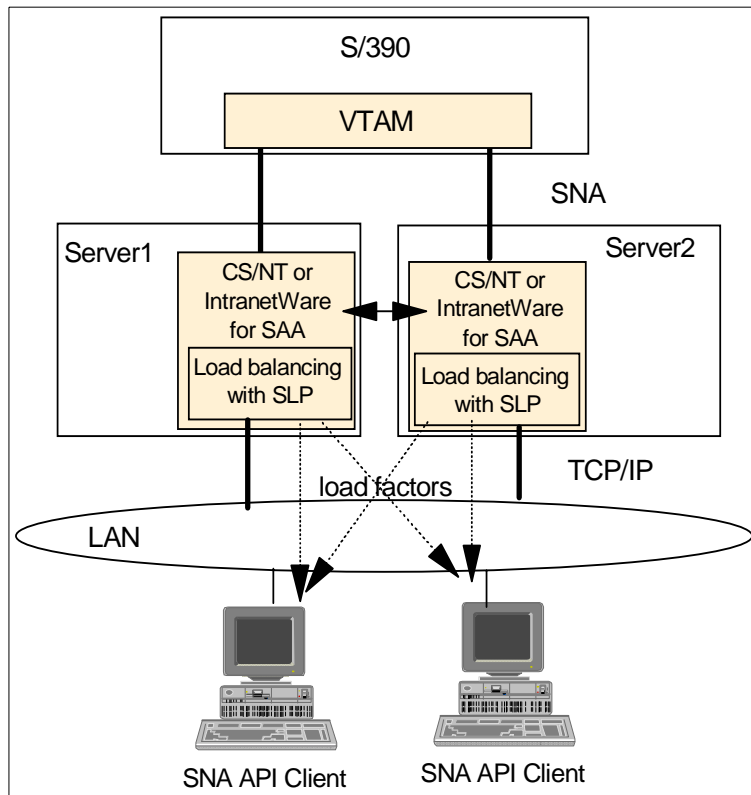 S/390
VTAM
SNA
Server1
Server2
CS/NT or
IntranetWare
for SAA
Load balancing
with SLP
CS/NT or
IntranetWare
for SAA
Load balancing
with SLP
TCP/IP
load factors
LAN
SNA API Client
SNA API Client